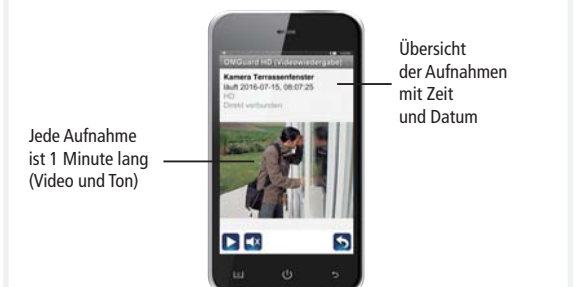 OMGuard HD (Videowiedergabe)
Kamera Terrassenfenster
läuft 2016-07-15, 08:07:25
HD
Direkt verbunden
Übersicht
der Aufnahmen
mit Zeit
und Datum
Jede Aufnahme
ist 1 Minute lang
(Video und Ton)